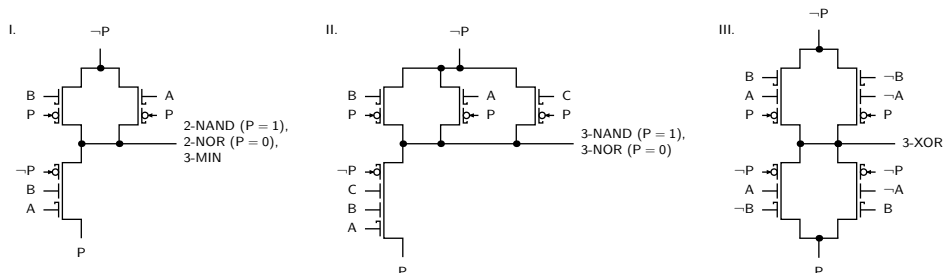 I.
¬P
B
P
A
P
2-NAND (P = 1),
2-NOR (P = 0),
3-MIN
¬P
B
A
P
II.
¬P
B
P
A
P
C
P
3-NAND (P = 1),
3-NOR (P = 0)
¬P
C
B
A
P
III.
¬P
B
A
P
¬B
¬A
P
3-XOR
¬P
A
¬B
¬P
¬A
B
P